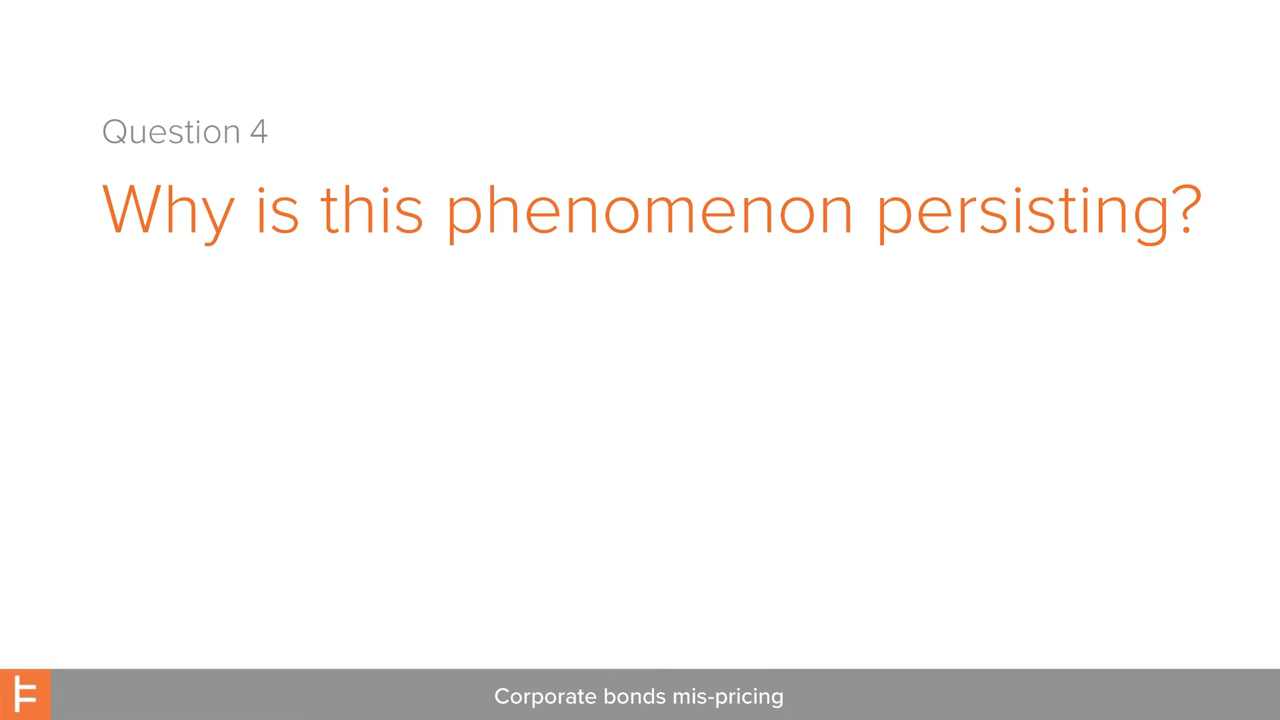 Question 4
Why is this phenomenon persisting?
Corporate bonds mis-pricing